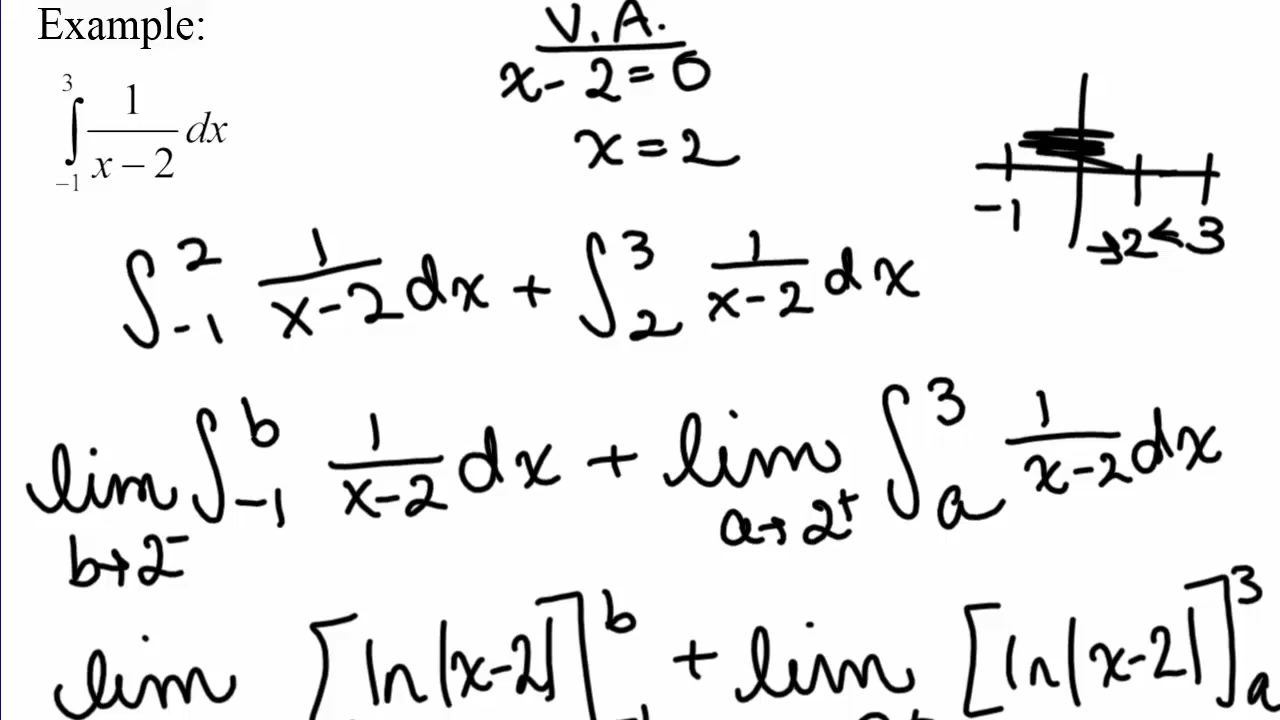 Example:
V.A.
∫_{-1}^{3} 1/(x-2) dx
x-2=0
x=2
-1 →2← 3
∫_{-1}^{2} 1/(x-2) dx + ∫_{2}^{3} 1/(x-2) dx
lim_{b→2⁻} ∫_{-1}^{b} 1/(x-2) dx + lim_{a→2⁺} ∫_{a}^{3} 1/(x-2) dx
lim [ln|x-2|]_{-1}^{b} + lim [ln|x-2|]_{a}^{3}